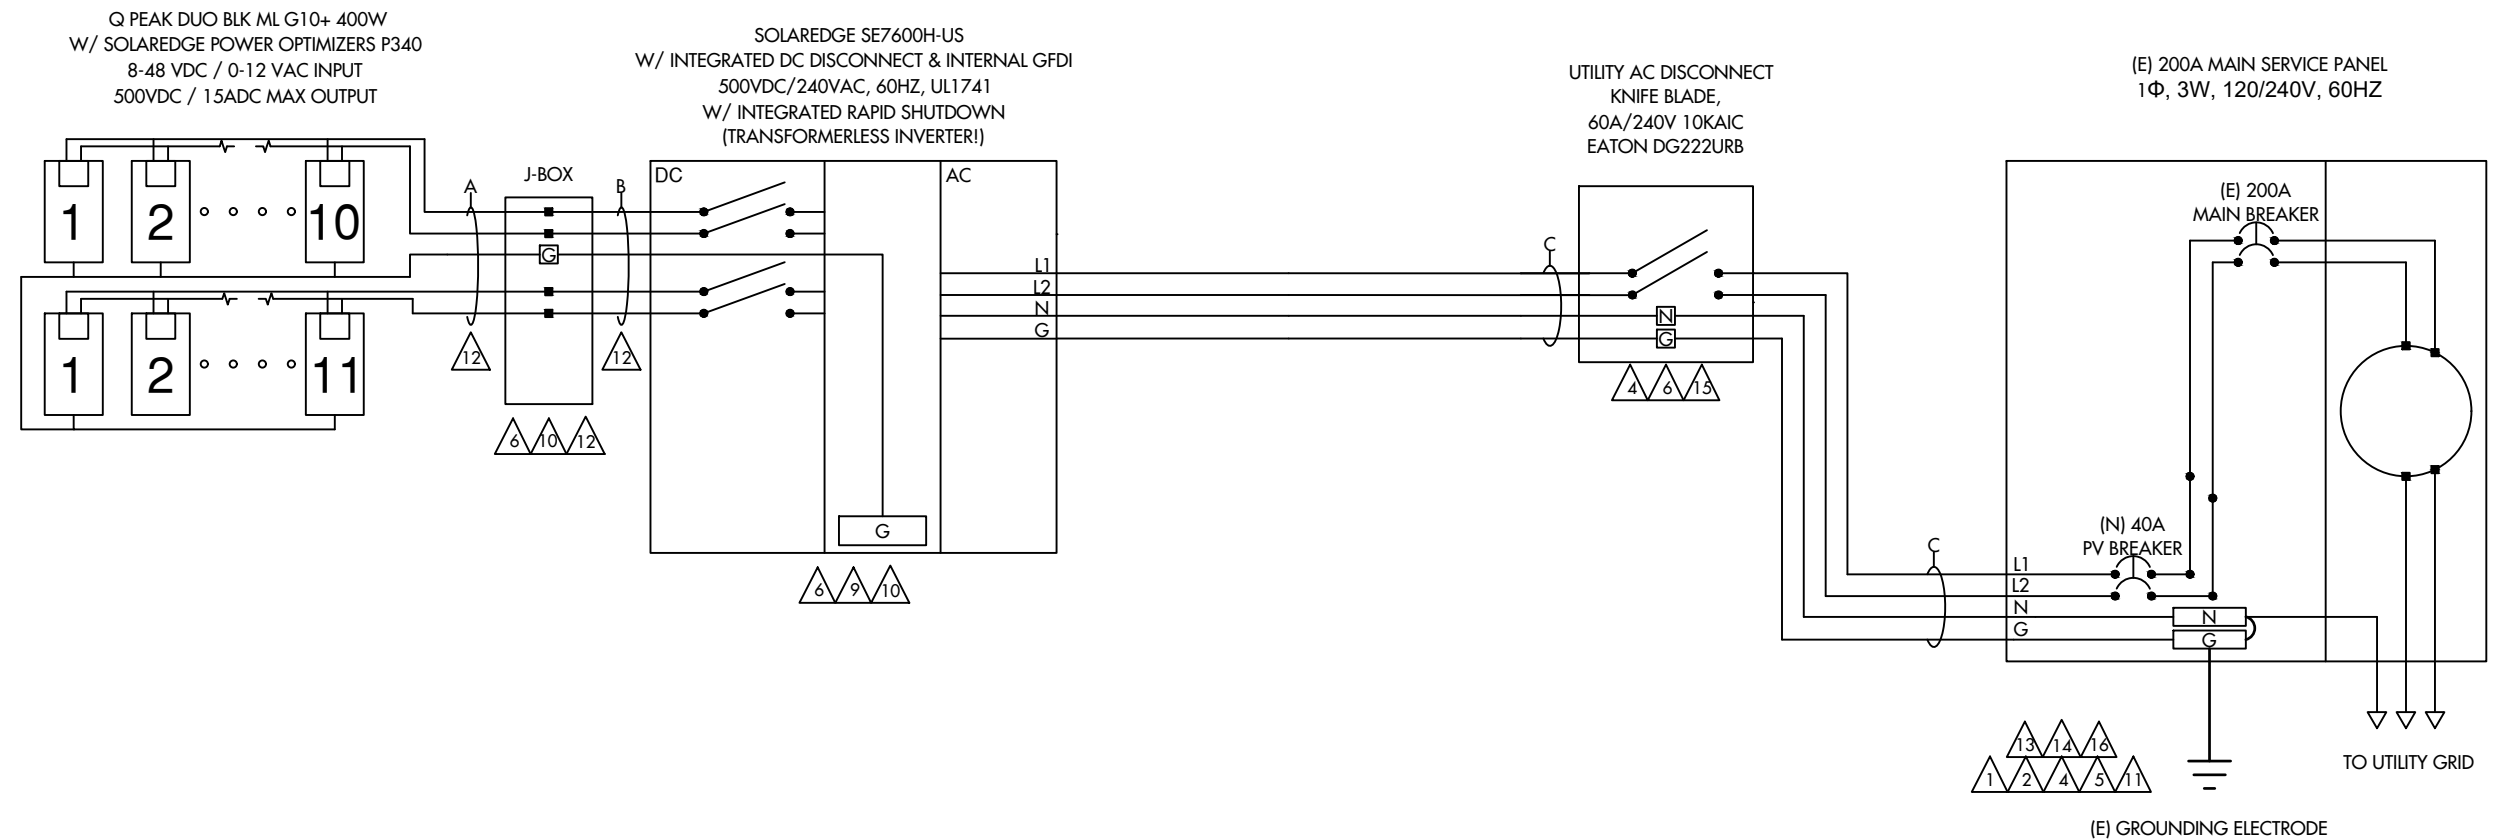 Q PEAK DUO BLK ML G10+ 400W
W/ SOLAREDGE POWER OPTIMIZERS P340
8-48 VDC / 0-12 VAC INPUT
500VDC / 15ADC MAX OUTPUT
1
2
10
1
2
11
A
12
J-BOX
G
6
10
12
B
12
SOLAREDGE SE7600H-US
W/ INTEGRATED DC DISCONNECT & INTERNAL GFDI
500VDC/240VAC, 60HZ, UL1741
W/ INTEGRATED RAPID SHUTDOWN
(TRANSFORMERLESS INVERTER!)
DC
AC
L1
L2
N
G
G
6
9
10
UTILITY AC DISCONNECT
KNIFE BLADE,
60A/240V 10KAIC
EATON DG222URB
C
N
G
4
6
15
(E) 200A MAIN SERVICE PANEL
1Φ, 3W, 120/240V, 60HZ
(E) 200A
MAIN BREAKER
(N) 40A
PV BREAKER
C
L1
L2
N
G
N
G
13
14
16
1
2
4
5
11
TO UTILITY GRID
(E) GROUNDING ELECTRODE